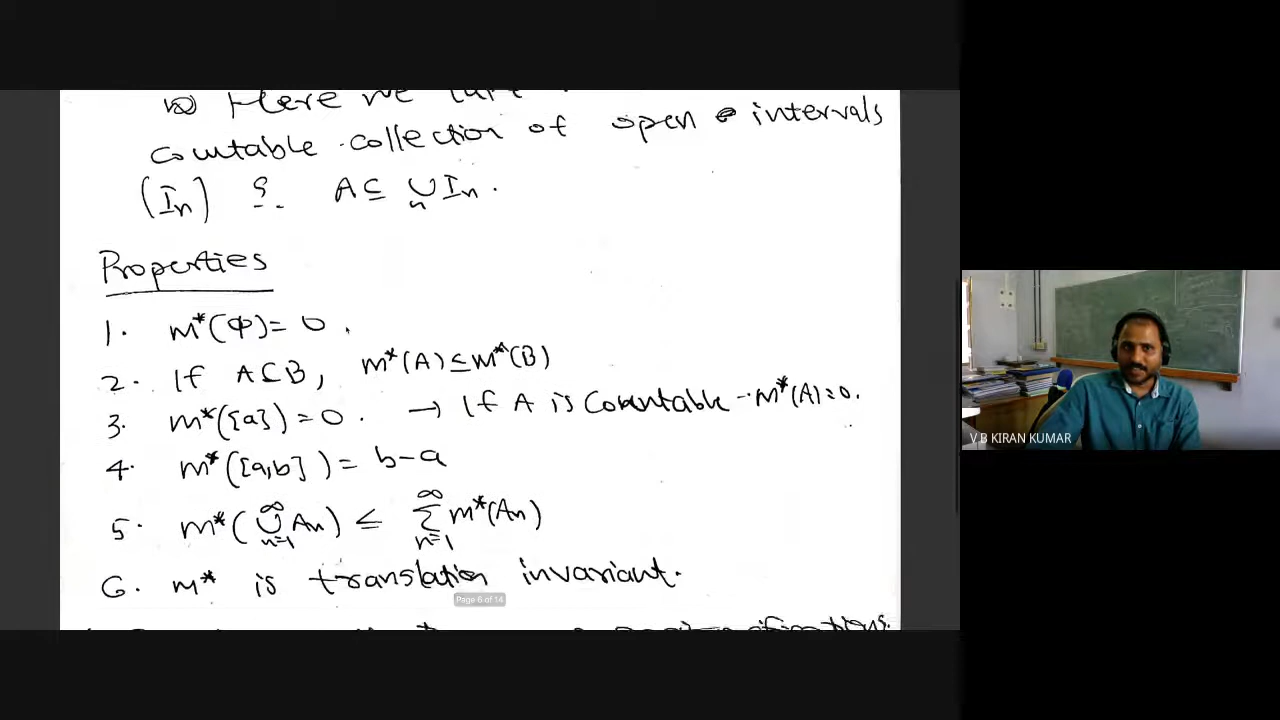 Here we
countable collection of open intervals
(In) ? A ⊆ ∪n In.
Properties
1. m*(φ) = 0.
2. If A⊆B, m*(A) ≤ m*(B)
3. m*({a}) = 0. → If A is countable - m*(A) = 0.
4. m*([a,b]) = b-a
5. m*(∞∪n=1 An) ≤ ∞∑n=1 m*(An)
6. m* is translation invariant.
Page 6 of 14
V B KIRAN KUMAR